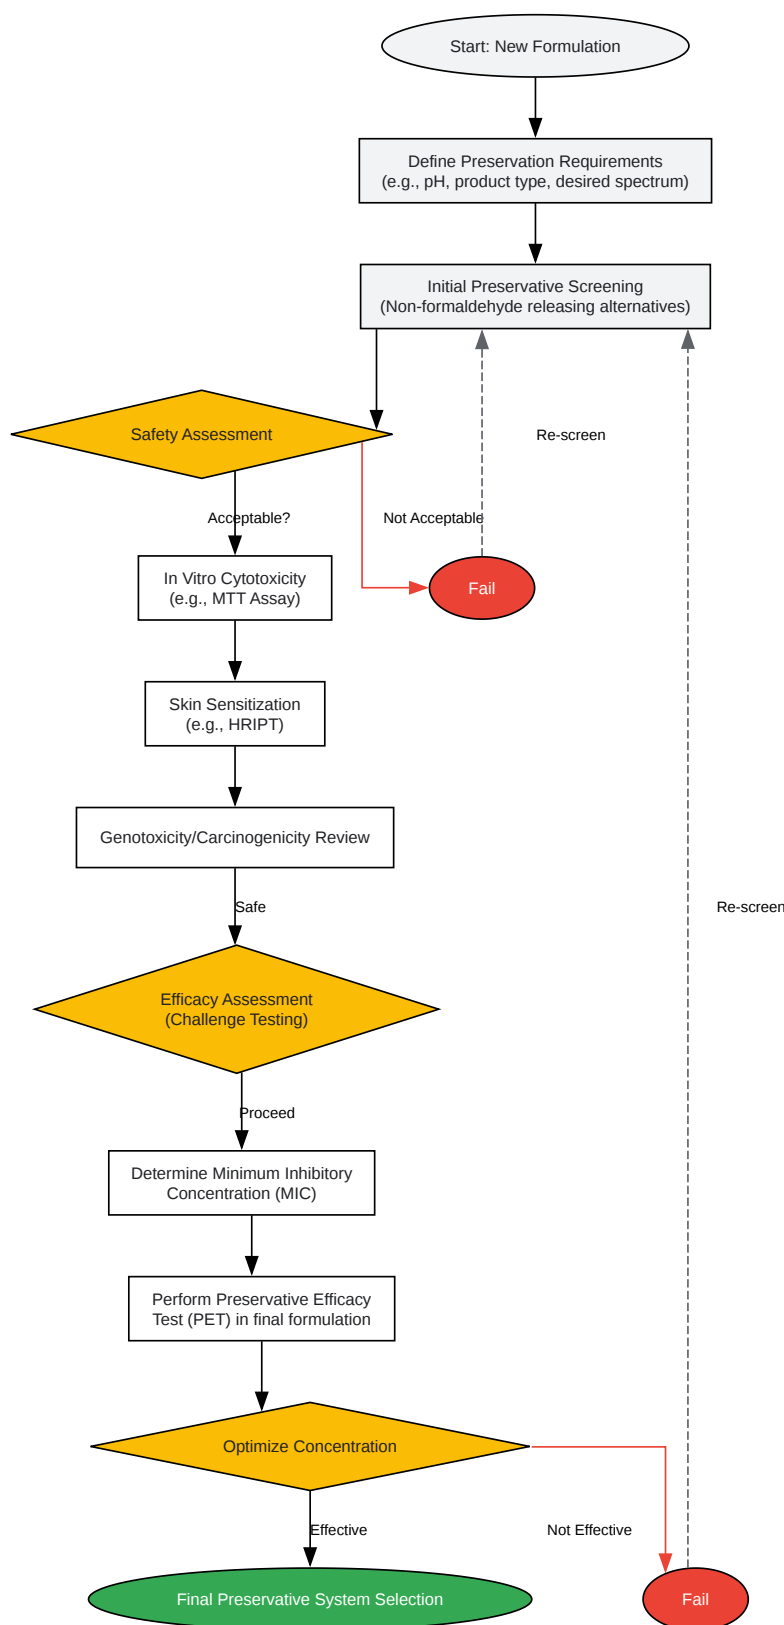 Start: New Formulation
Define Preservation Requirements
(e.g., pH, product type, desired spectrum)
Initial Preservative Screening
(Non-formaldehyde releasing alternatives)
Safety Assessment
Re-screen
Acceptable?
Not Acceptable
In Vitro Cytotoxicity
(e.g., MTT Assay)
Fail
Skin Sensitization
(e.g., HRIPT)
Genotoxicity/Carcinogenicity Review
Safe
Re-screen
Efficacy Assessment
(Challenge Testing)
Proceed
Determine Minimum Inhibitory
Concentration (MIC)
Perform Preservative Efficacy
Test (PET) in final formulation
Optimize Concentration
Effective
Not Effective
Final Preservative System Selection
Fail